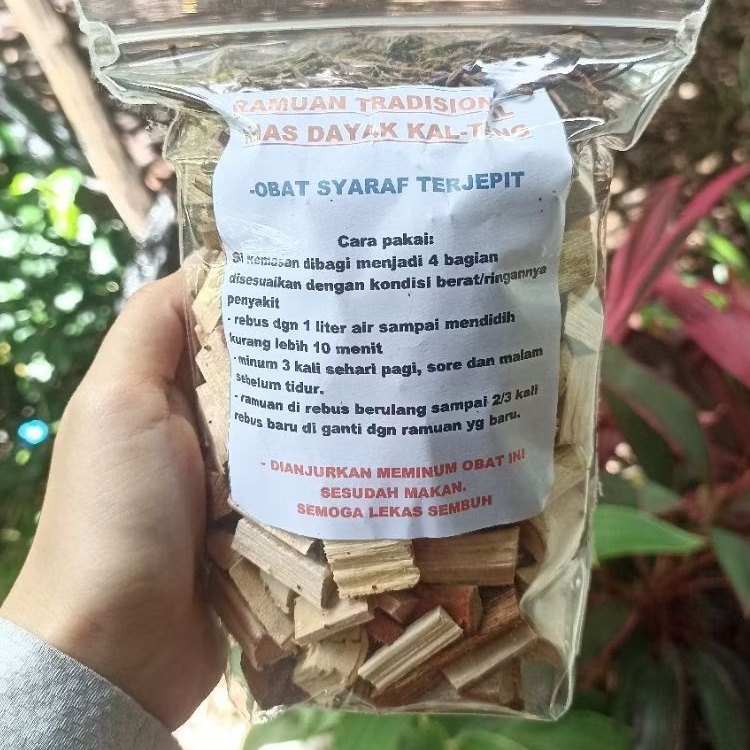 RAMUAN TRADISIONAL
KHAS DAYAK KAL-TENG
-OBAT SYARAF TERJEPIT
Cara pakai:
Si kemasan dibagi menjadi 4 bagian
disesuaikan dengan kondisi berat/ringannya
penyakit
- rebus dgn 1 liter air sampai mendidih
kurang lebih 10 menit
- minum 3 kali sehari pagi, sore dan malam
sebelum tidur.
- ramuan di rebus berulang sampai 2/3 kali
rebus baru di ganti dgn ramuan yg baru.
- DIANJURKAN MEMINUM OBAT INI
SESUDAH MAKAN.
SEMOGA LEKAS SEMBUH